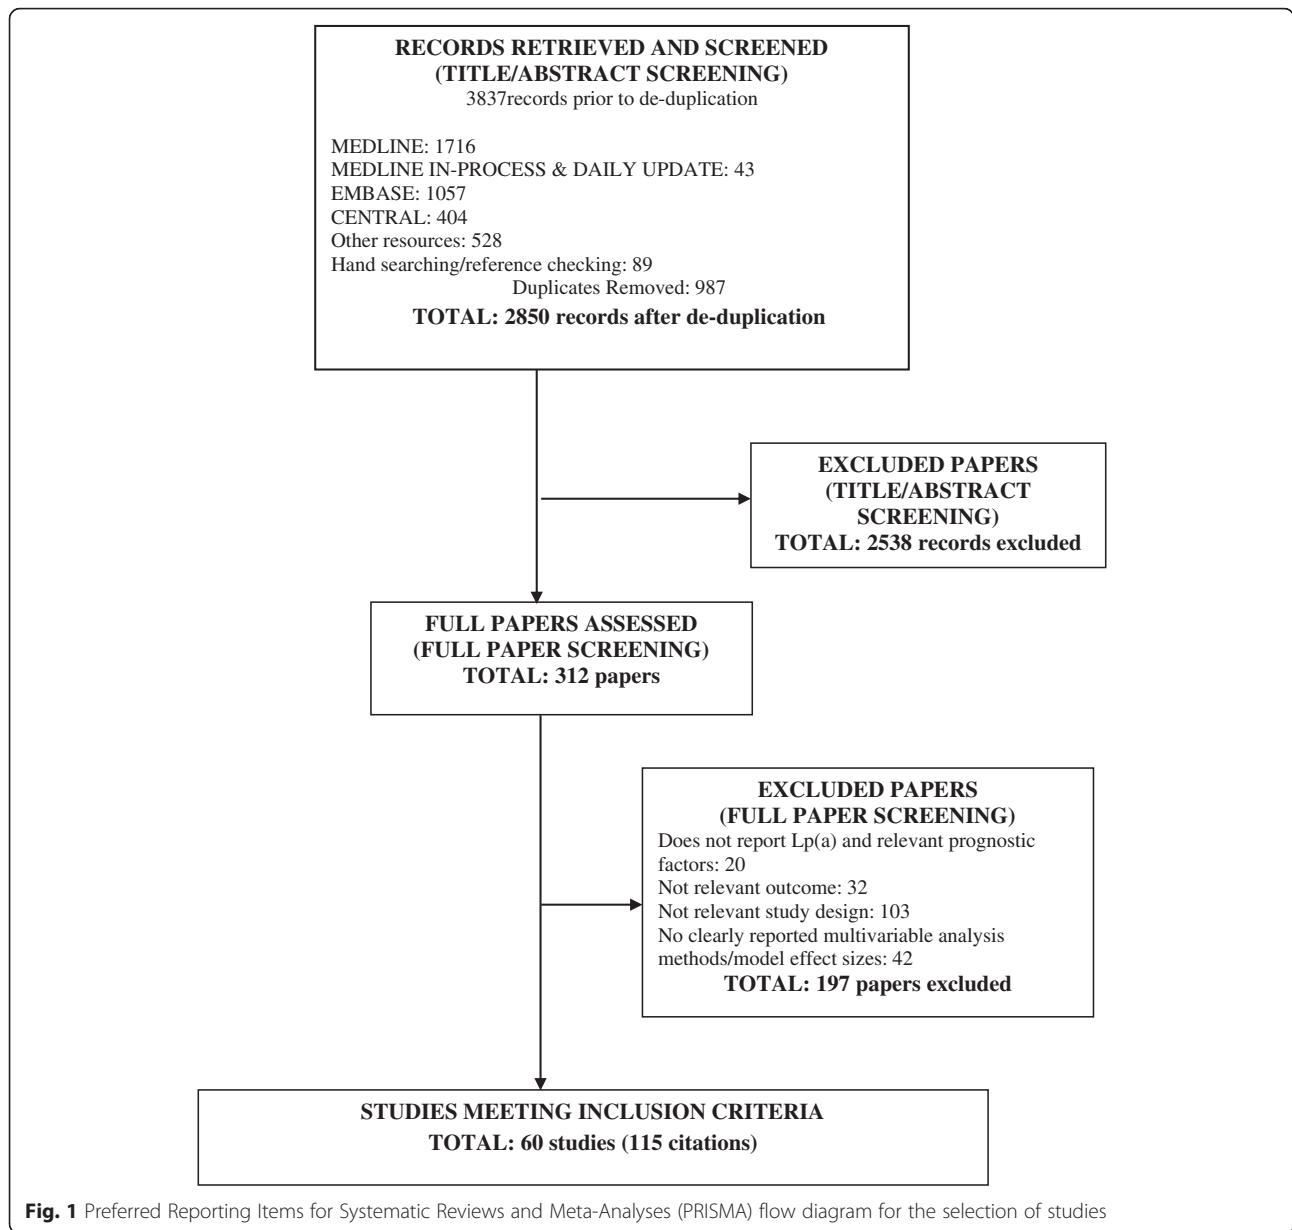 RECORDS RETRIEVED AND SCREENED
(TITLE/ABSTRACT SCREENING)
3837records prior to de-duplication
MEDLINE: 1716
MEDLINE IN-PROCESS & DAILY UPDATE: 43
EMBASE: 1057
CENTRAL: 404
Other resources: 528
Hand searching/reference checking: 89
Duplicates Removed: 987
TOTAL: 2850 records after de-duplication
EXCLUDED PAPERS
(TITLE/ABSTRACT
SCREENING)
TOTAL: 2538 records excluded
FULL PAPERS ASSESSED
(FULL PAPER SCREENING)
TOTAL: 312 papers
EXCLUDED PAPERS
(FULL PAPER SCREENING)
Does not report Lp(a) and relevant prognostic
factors: 20
Not relevant outcome: 32
Not relevant study design: 103
No clearly reported multivariable analysis
methods/model effect sizes: 42
TOTAL: 197 papers excluded
STUDIES MEETING INCLUSION CRITERIA
TOTAL: 60 studies (115 citations)
Fig. 1 Preferred Reporting Items for Systematic Reviews and Meta-Analyses (PRISMA) flow diagram for the selection of studies